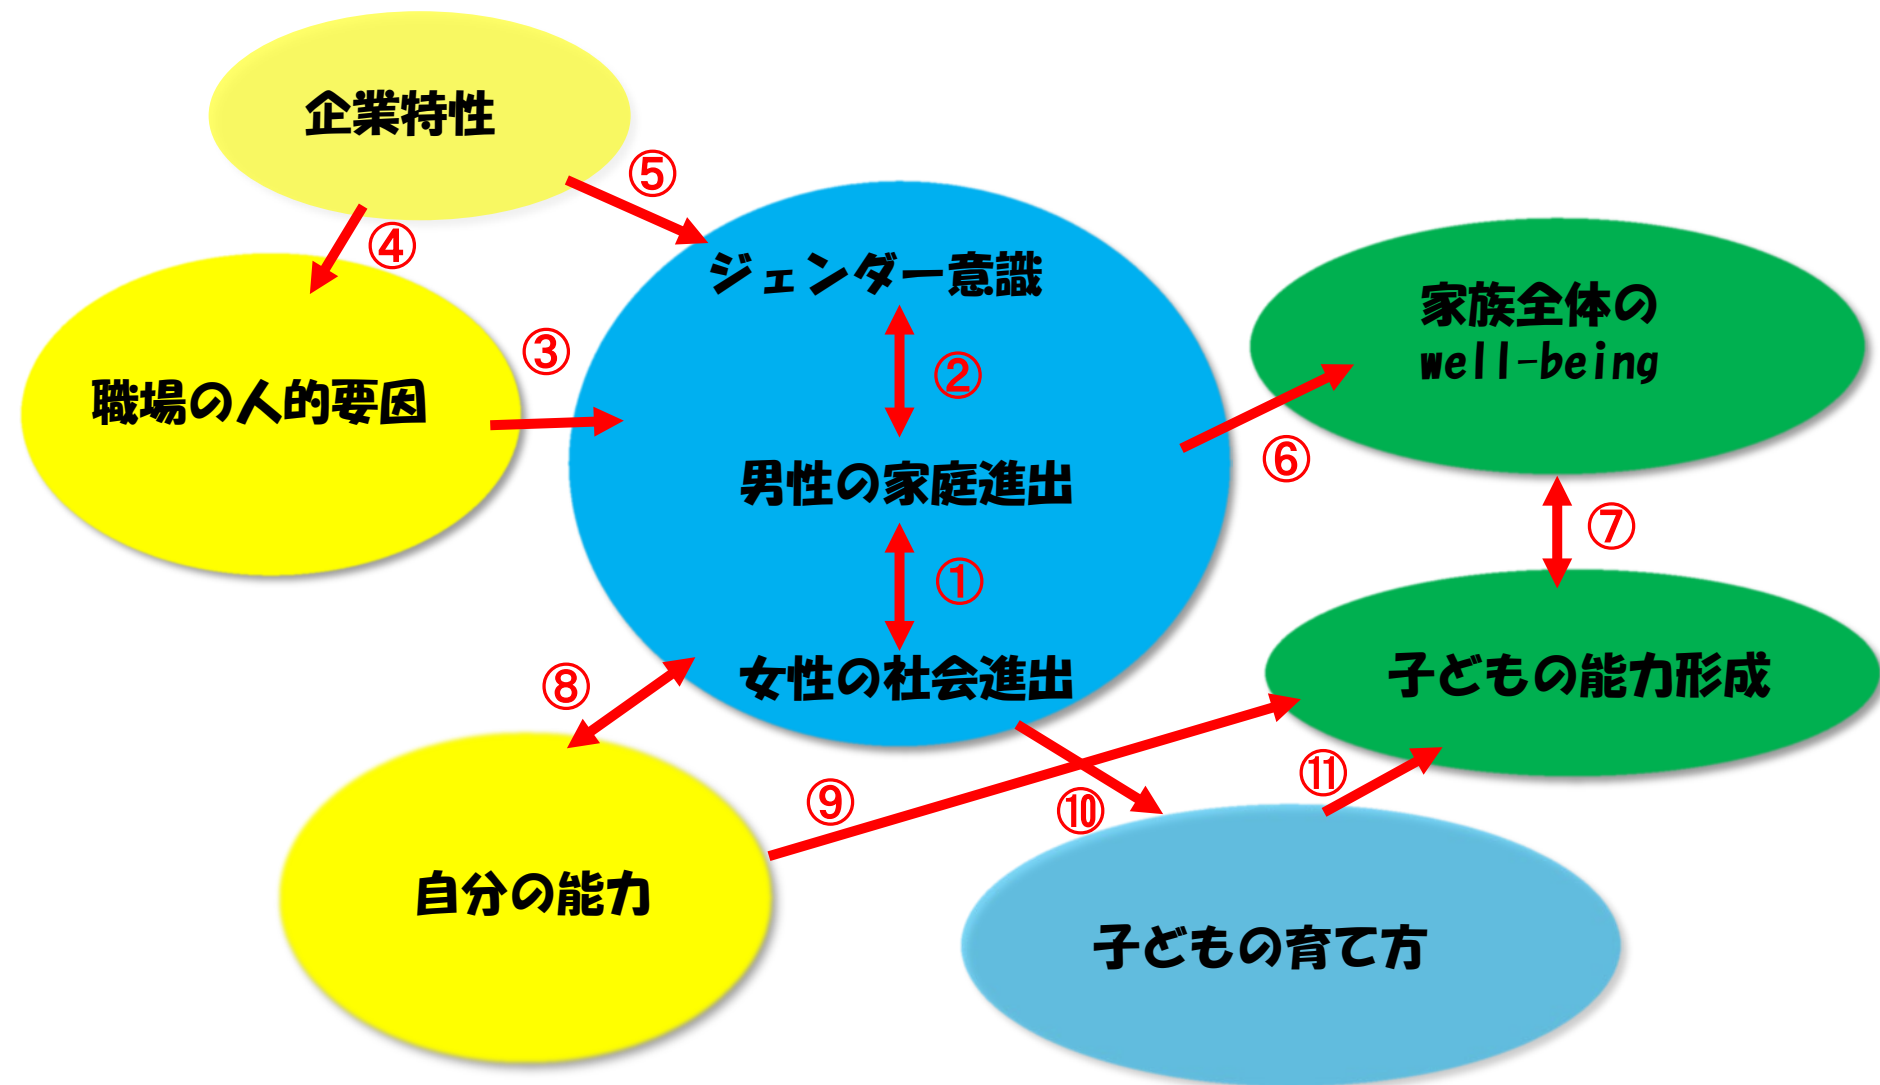 企業特性
⑤
④
ジェンダー意識
家族全体の
well-being
③
②
職場の人的要因
⑥
男性の家庭進出
⑦
①
女性の社会進出
子どもの能力形成
⑧
⑨
⑩
⑪
自分の能力
子どもの育て方